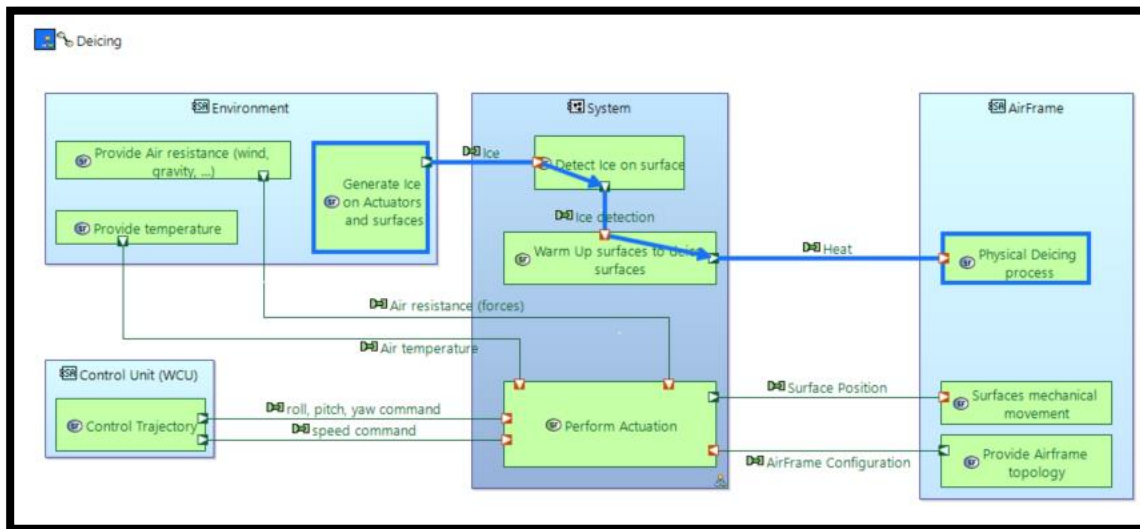 Deicing
Environment
System
AirFrame
Provide Air resistance (wind,
gravity, ...)
Generate Ice
on Actuators
and surfaces
Provide temperature
Ice
Detect Ice on surface
Ice detection
Warm Up surfaces to deice
surfaces
Heat
Physical Deicing
process
Air resistance (forces)
Air temperature
Control Unit (WCU)
Control Trajectory
roll, pitch, yaw command
speed command
Perform Actuation
Surface Position
Surfaces mechanical
movement
AirFrame Configuration
Provide Airframe
topology